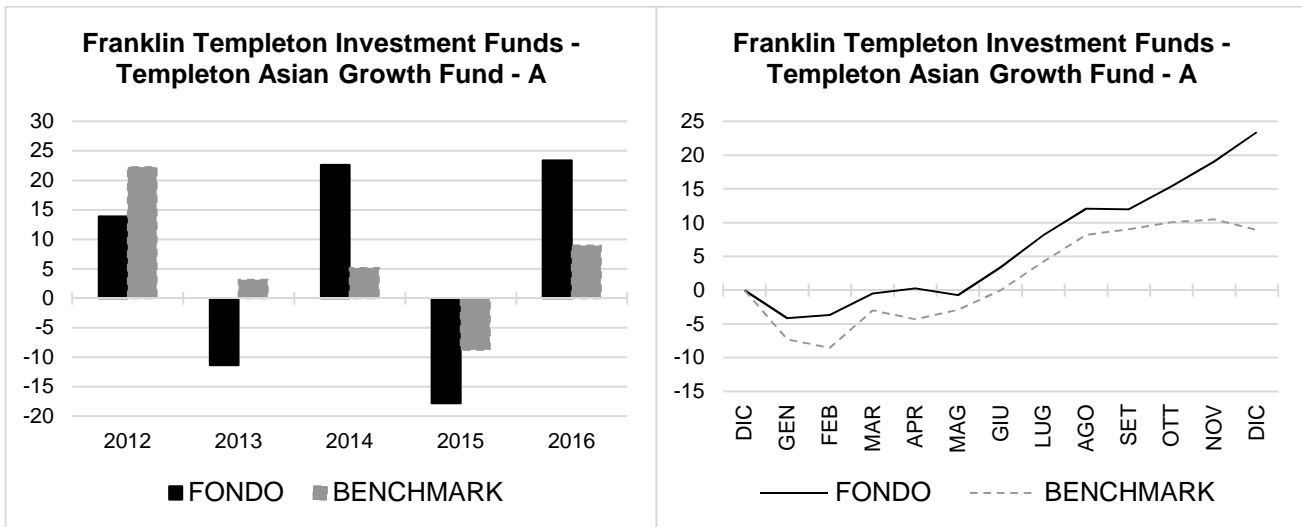 Franklin Templeton Investment Funds -
Templeton Asian Growth Fund - A
30
25
20
15
10
5
0
-5
-10
-15
-20
2012 2013 2014 2015 2016
FONDO BENCHMARK
Franklin Templeton Investment Funds -
Templeton Asian Growth Fund - A
25
20
15
10
5
0
-5
-10
-15
DIC GEN FEB MAR APR MAG GIU LUG AGO SET OTT NOV DIC
FONDO BENCHMARK